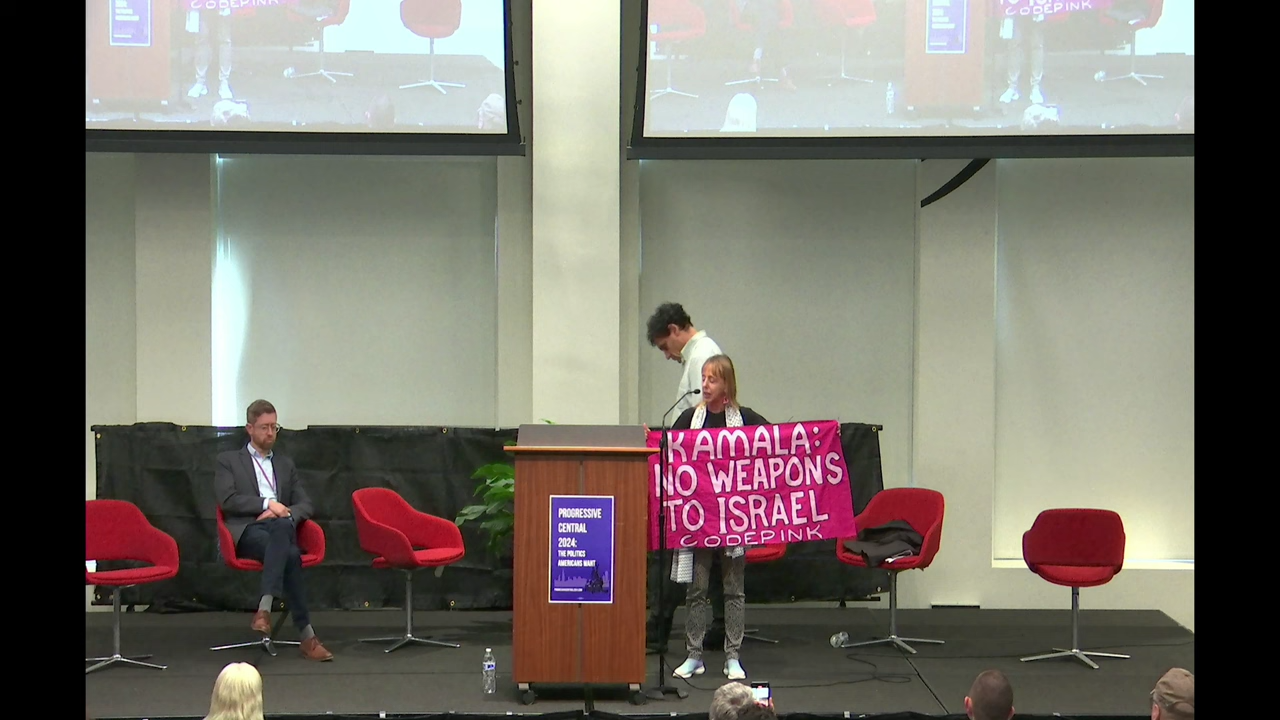 CODEPINK
CODEPINK
KAMALA:
NO WEAPONS
TO ISRAEL
CODEPINK
PROGRESSIVE
CENTRAL
2024:
THE POLITICS
AMERICANS WANT